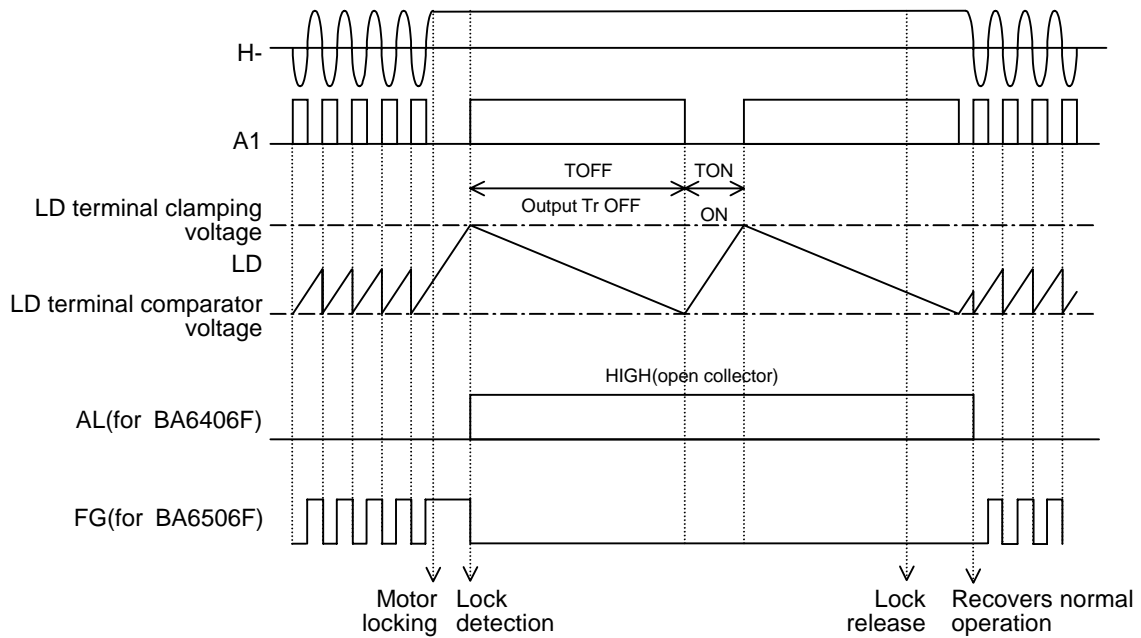 H-
A1
TOFF
TON
Output Tr OFF
ON
LD terminal clamping
voltage
LD
LD terminal comparator
voltage
HIGH(open collector)
AL(for BA6406F)
FG(for BA6506F)
Motor
locking
Lock
detection
Lock
release
Recovers normal
operation